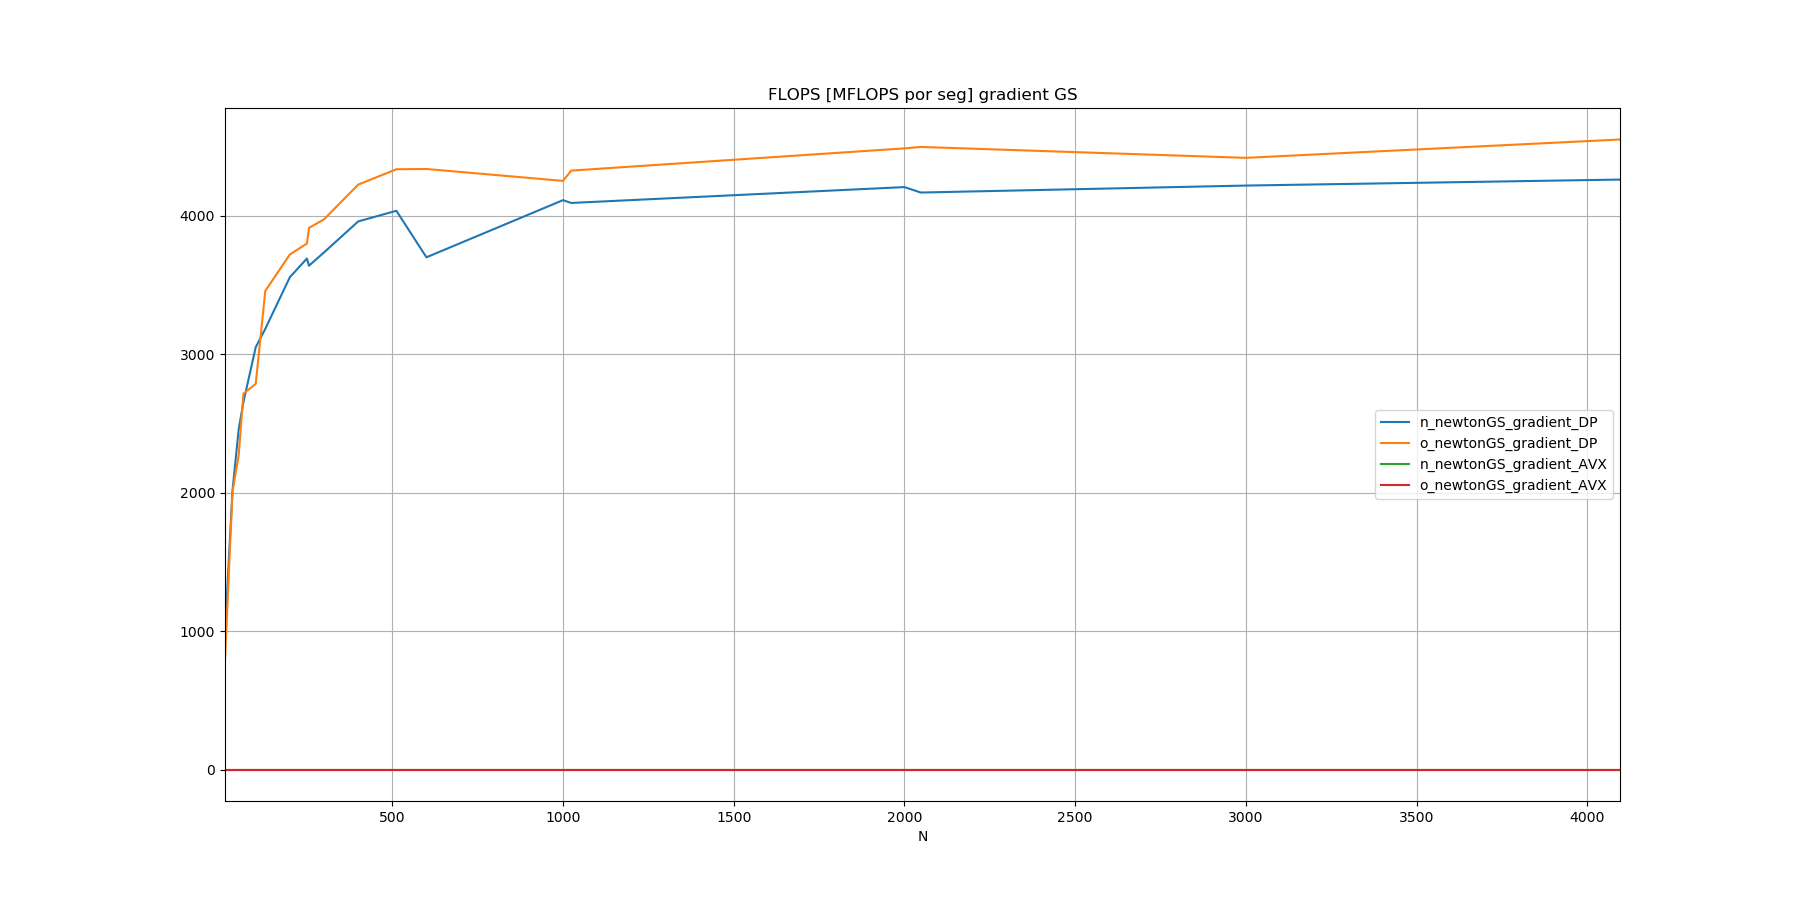 FLOPS [MFLOPS por seg] gradient GS
4000
3000
2000
1000
0
n_newtonGS_gradient_DP
o_newtonGS_gradient_DP
n_newtonGS_gradient_AVX
o_newtonGS_gradient_AVX
500 1000 1500 2000 2500 3000 3500 4000
N